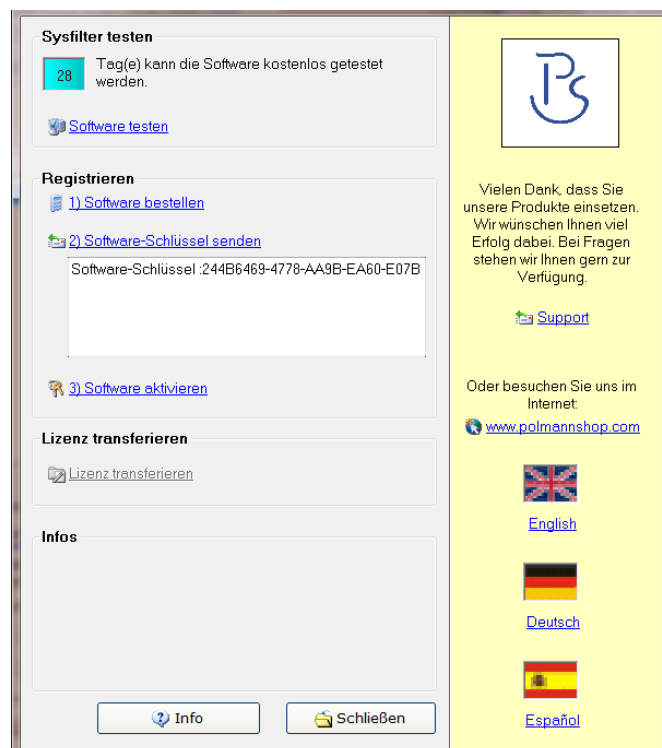 Sysfilter testen
28
Tag(e) kann die Software kostenlos getestet
werden.
Software testen
Registrieren
1) Software bestellen
2) Software-Schlüssel senden
Software-Schlüssel :244B6469-4778-AA9B-EA60-E07B
3) Software aktivieren
Lizenz transferieren
Lizenz transferieren
Infos
Info
Schließen
PS
Vielen Dank, dass Sie
unsere Produkte einsetzen.
Wir wünschen Ihnen viel
Erfolg dabei. Bei Fragen
stehen wir Ihnen gern zur
Verfügung.
Support
Oder besuchen Sie uns im
Internet:
www.polmannshop.com
English
Deutsch
Español